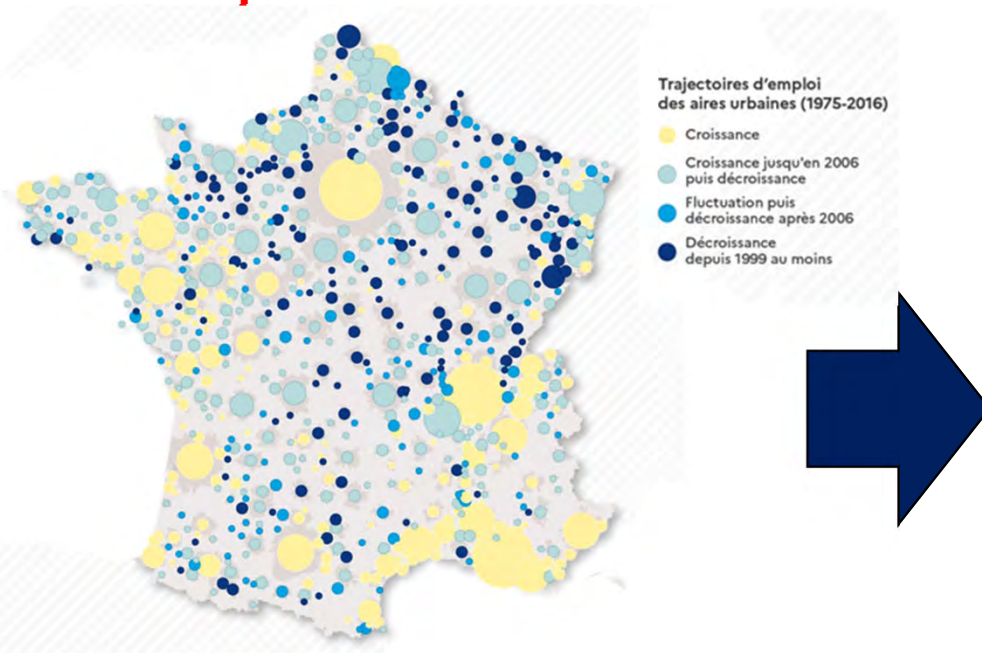 Trajectoires d'emploi
des aires urbaines (1975-2016)
Croissance
Croissance jusqu'en 2006
puis décroissance
Fluctuation puis
décroissance après 2006
Décroissance
depuis 1999 au moins